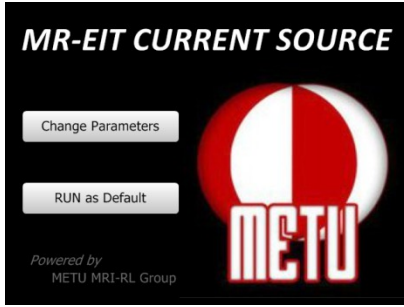 MR-EIT CURRENT SOURCE
Change Parameters
RUN as Default
METU
Powered by
METU MRI-RL Group